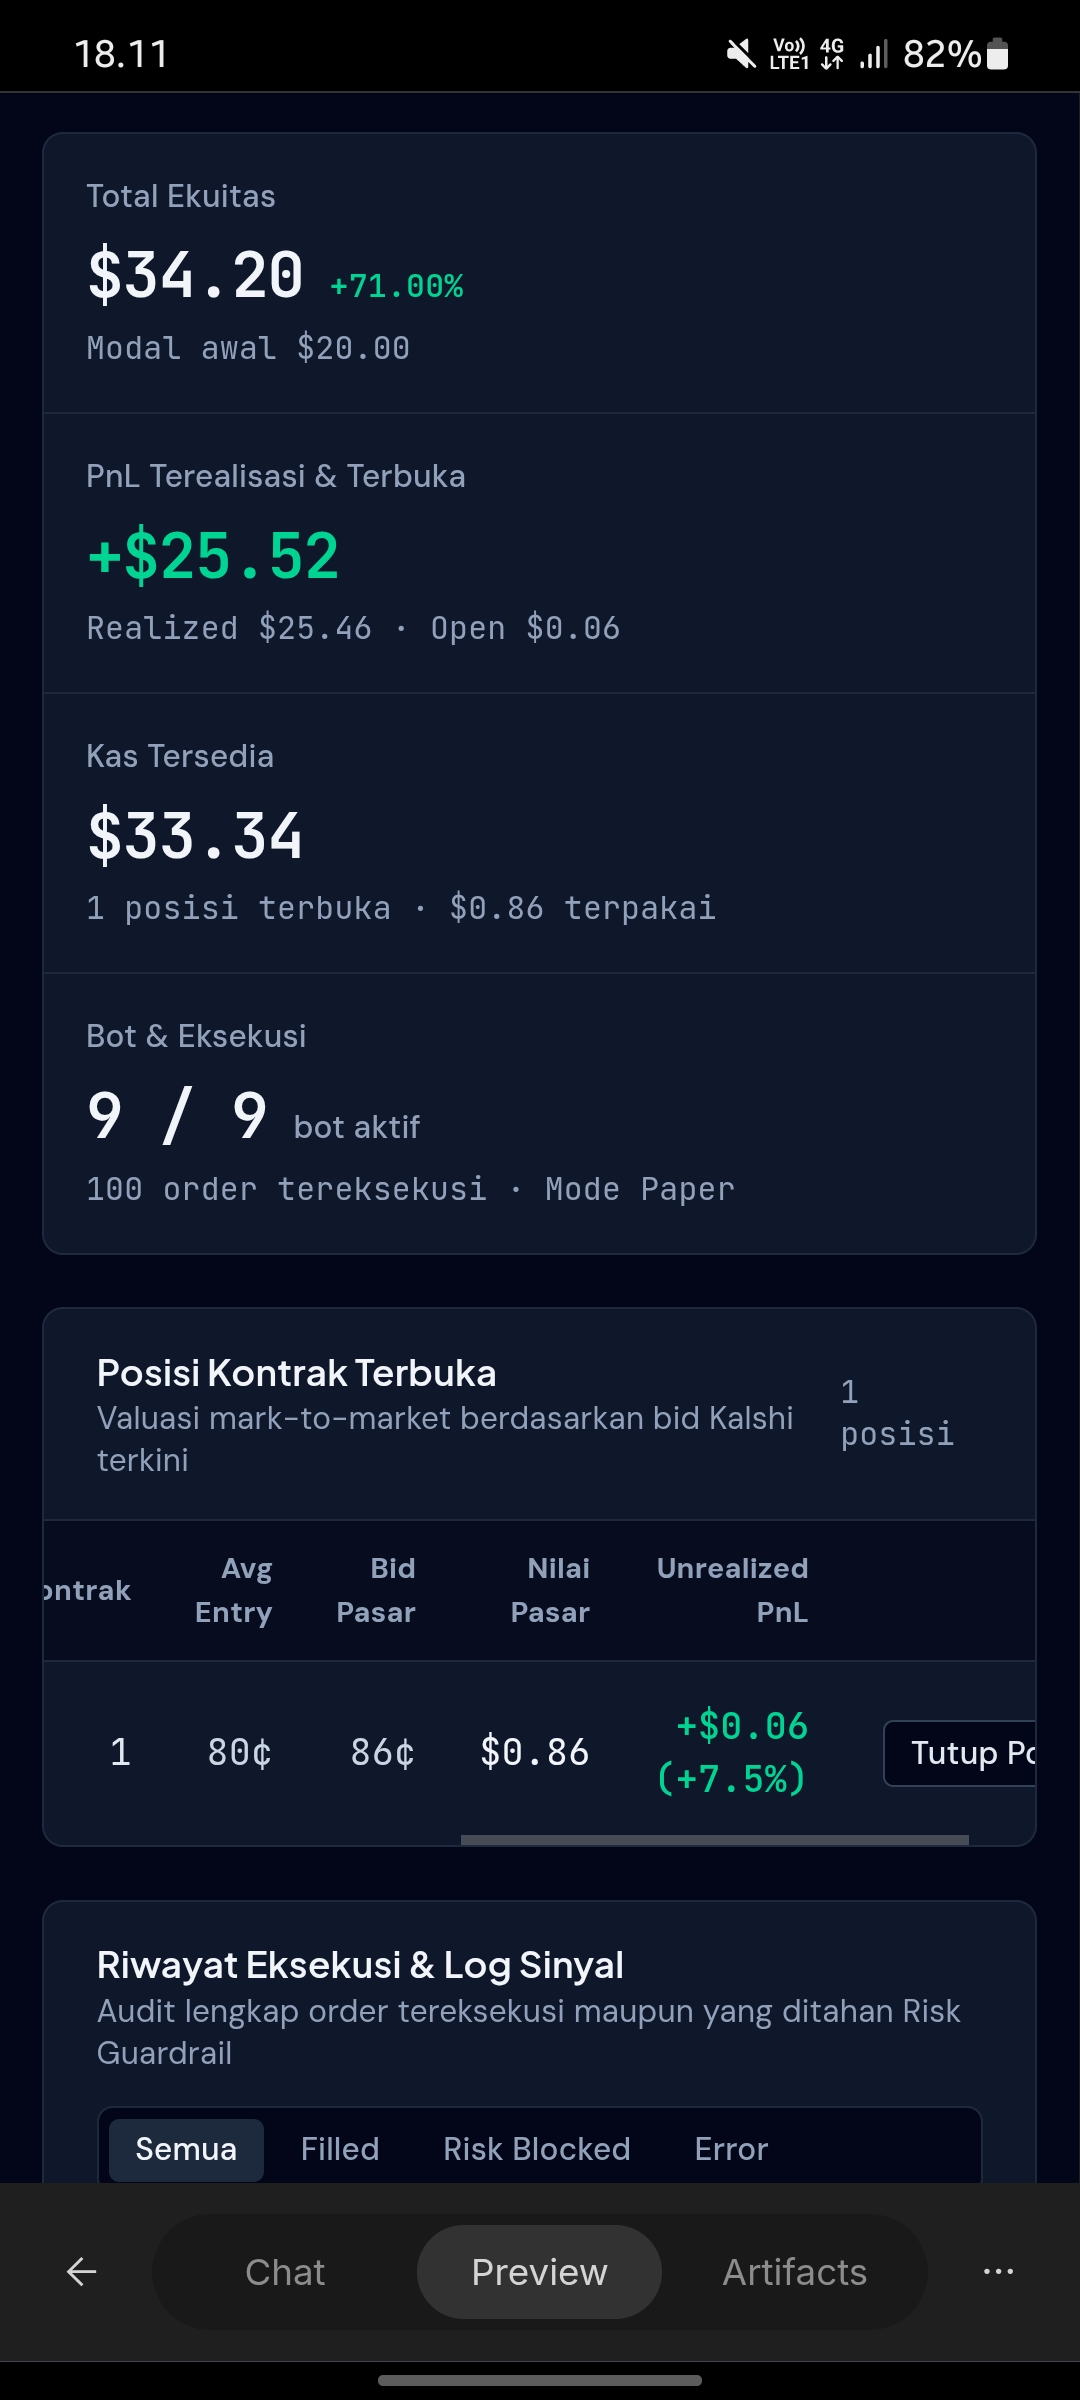 18.11
Vo)) LTE1 4G 82%
Total Ekuitas
$34.20 +71.00%
Modal awal $20.00
PnL Terealisasi & Terbuka
+$25.52
Realized $25.46 · Open $0.06
Kas Tersedia
$33.34
1 posisi terbuka · $0.86 terpakai
Bot & Eksekusi
9 / 9 bot aktif
100 order tereksekusi · Mode Paper
Posisi Kontrak Terbuka
Valuasi mark-to-market berdasarkan bid Kalshi
terkini
1
posisi
ontrak
Avg
Entry
Bid
Pasar
Nilai
Pasar
Unrealized
PnL
1 80¢ 86¢ $0.86
+$0.06
(+7.5%)
Tutup Po
Riwayat Eksekusi & Log Sinyal
Audit lengkap order tereksekusi maupun yang ditahan Risk
Guardrail
Semua Filled Risk Blocked Error
Chat Preview Artifacts